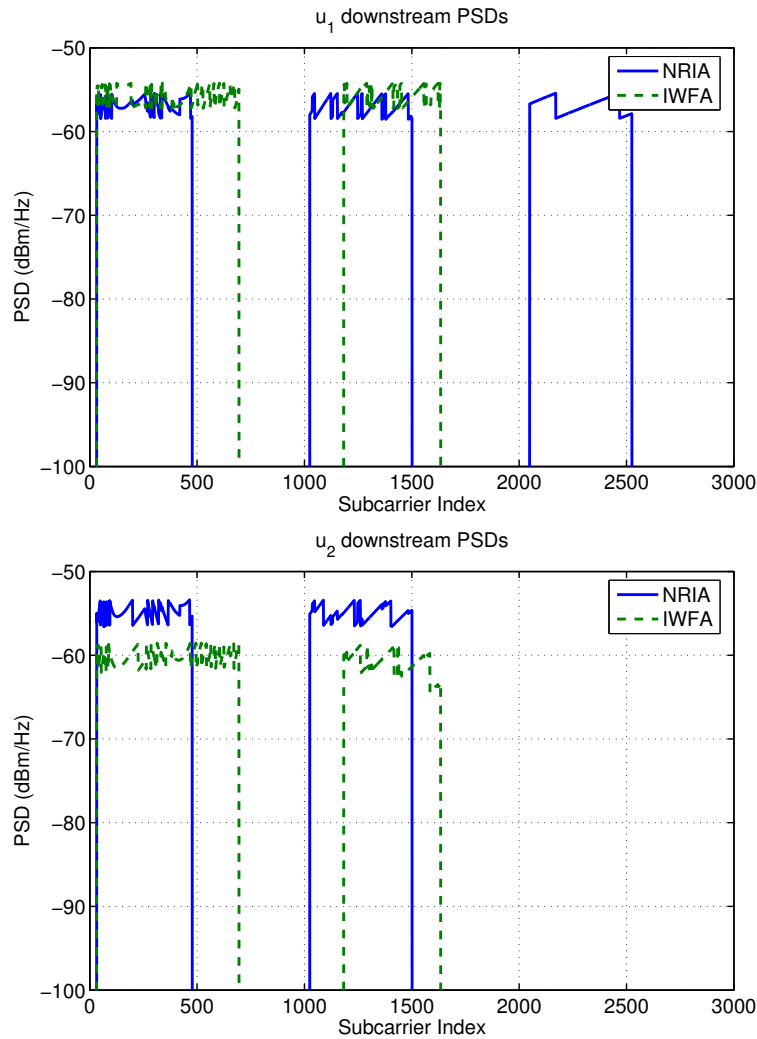 u1 downstream PSDs
−50
−60
−70
−80
−90
−100
PSD (dBm/Hz)
NRIA
IWFA
0
500
1000
1500
2000
2500
3000
Subcarrier Index
u2 downstream PSDs
−50
−60
−70
−80
−90
−100
PSD (dBm/Hz)
NRIA
IWFA
0
500
1000
1500
2000
2500
3000
Subcarrier Index